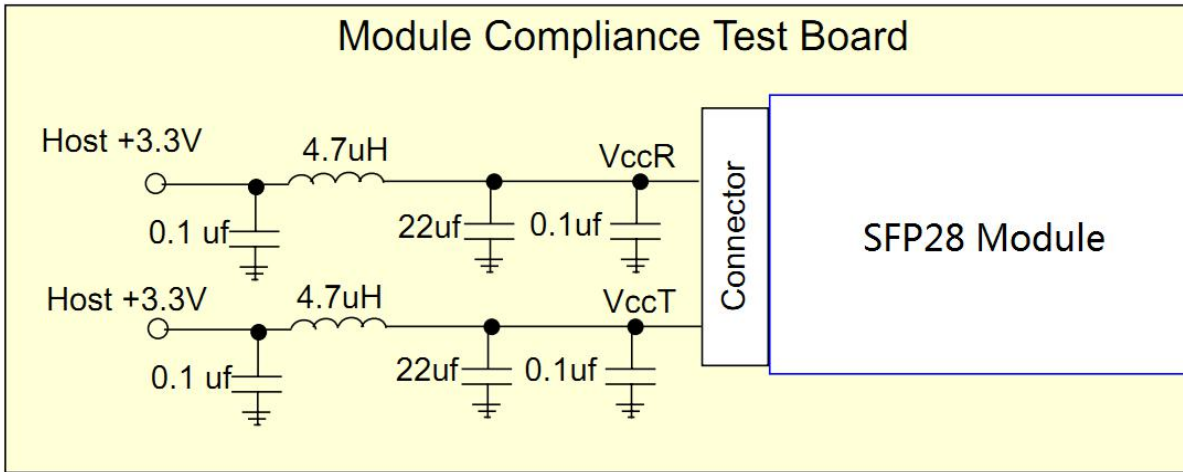 Module Compliance Test Board
Host +3.3V
4.7uH
VccR
0.1 uf
22uf
0.1uf
Host +3.3V
4.7uH
VccT
0.1 uf
22uf
0.1uf
Connector
SFP28 Module